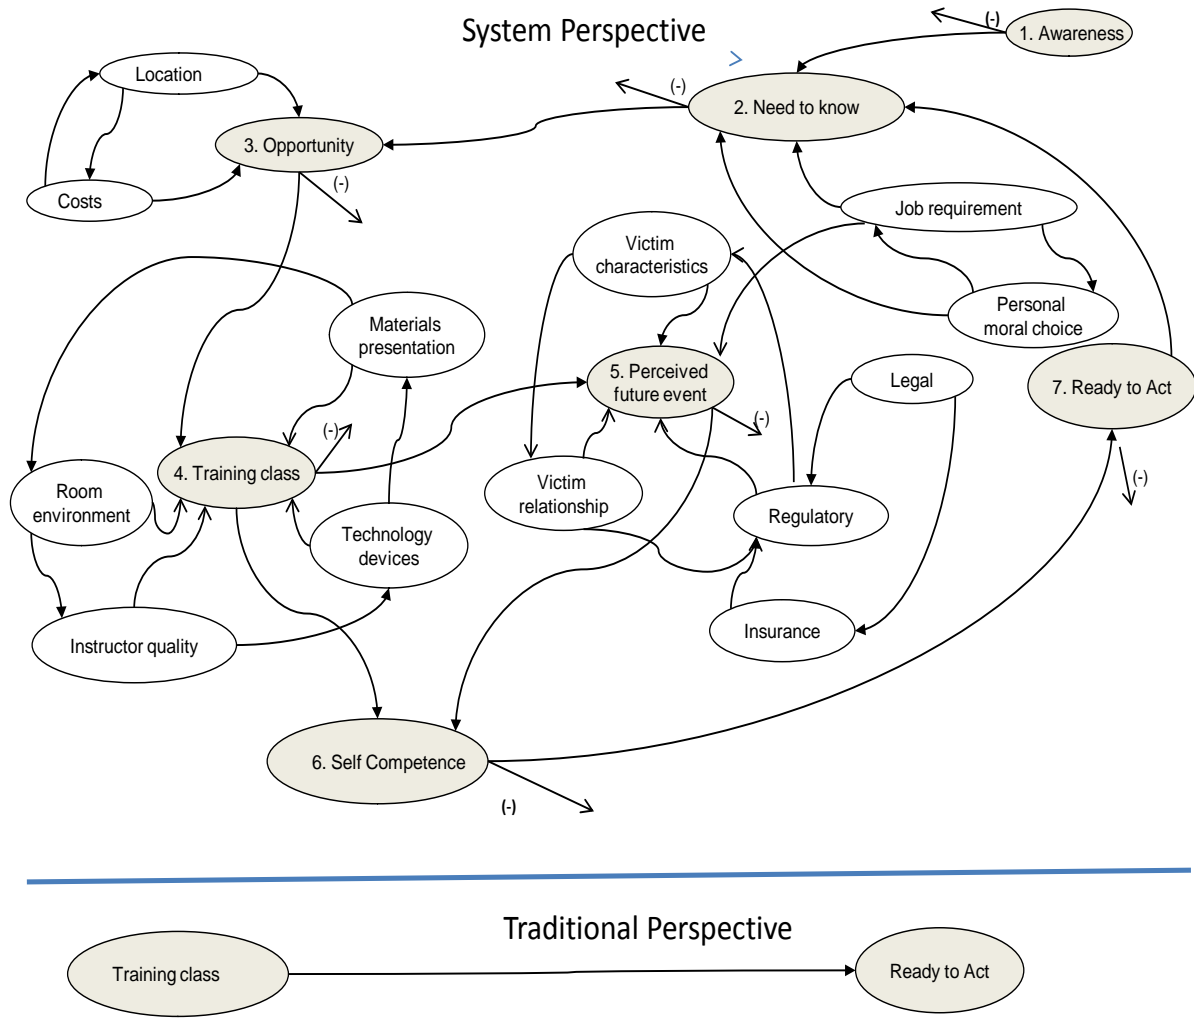 System Perspective
(-)
1. Awareness
Location
(-)
2. Need to know
3. Opportunity
(-)
Costs
Job requirement
Victim
characteristics
Personal
moral choice
Materials
presentation
5. Perceived
future event
Legal
7. Ready to Act
(-)
(-)
4. Training class
(-)
Room
environment
Victim
relationship
Regulatory
Technology
devices
Instructor quality
Insurance
6. Self Competence
(-)
Traditional Perspective
Training class
Ready to Act